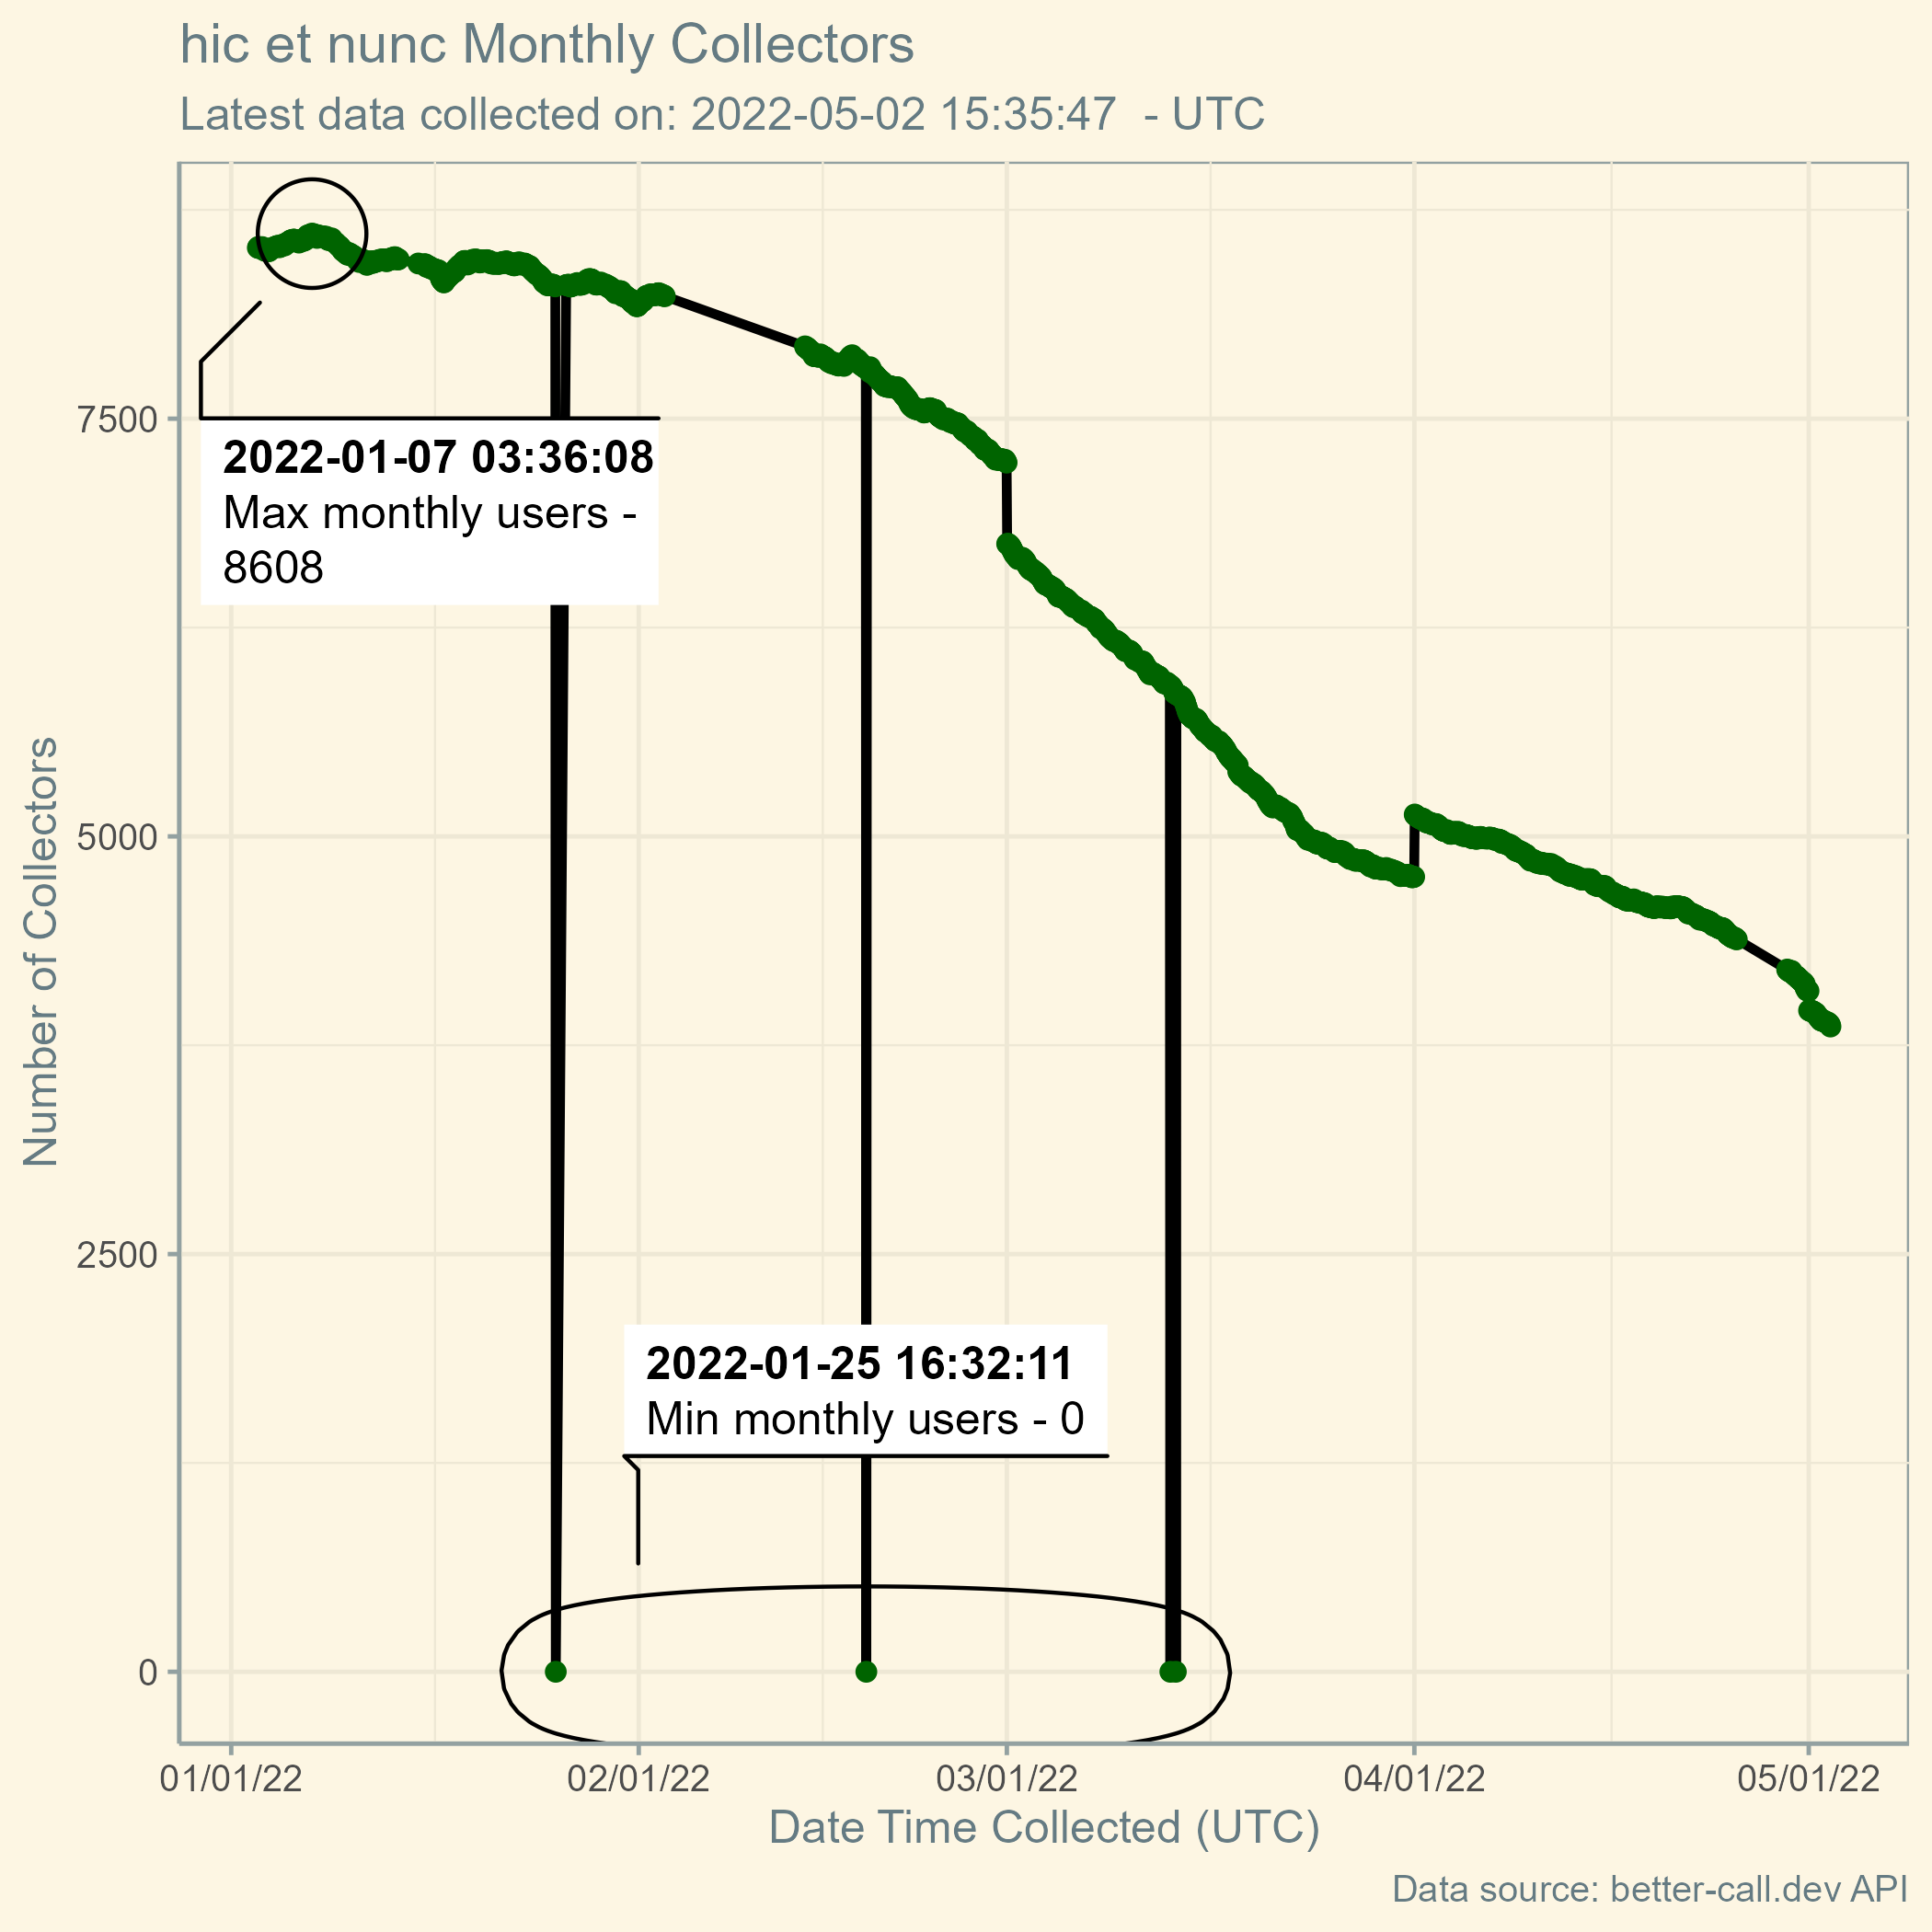 hic et nunc Monthly Collectors
Latest data collected on: 2022-05-02 15:35:47  - UTC
Number of Collectors
7500
5000
2500
0
2022-01-07 03:36:08
Max monthly users -
8608
2022-01-25 16:32:11
Min monthly users - 0
01/01/22 02/01/22 03/01/22 04/01/22 05/01/22
Date Time Collected (UTC)
Data source: better-call.dev API